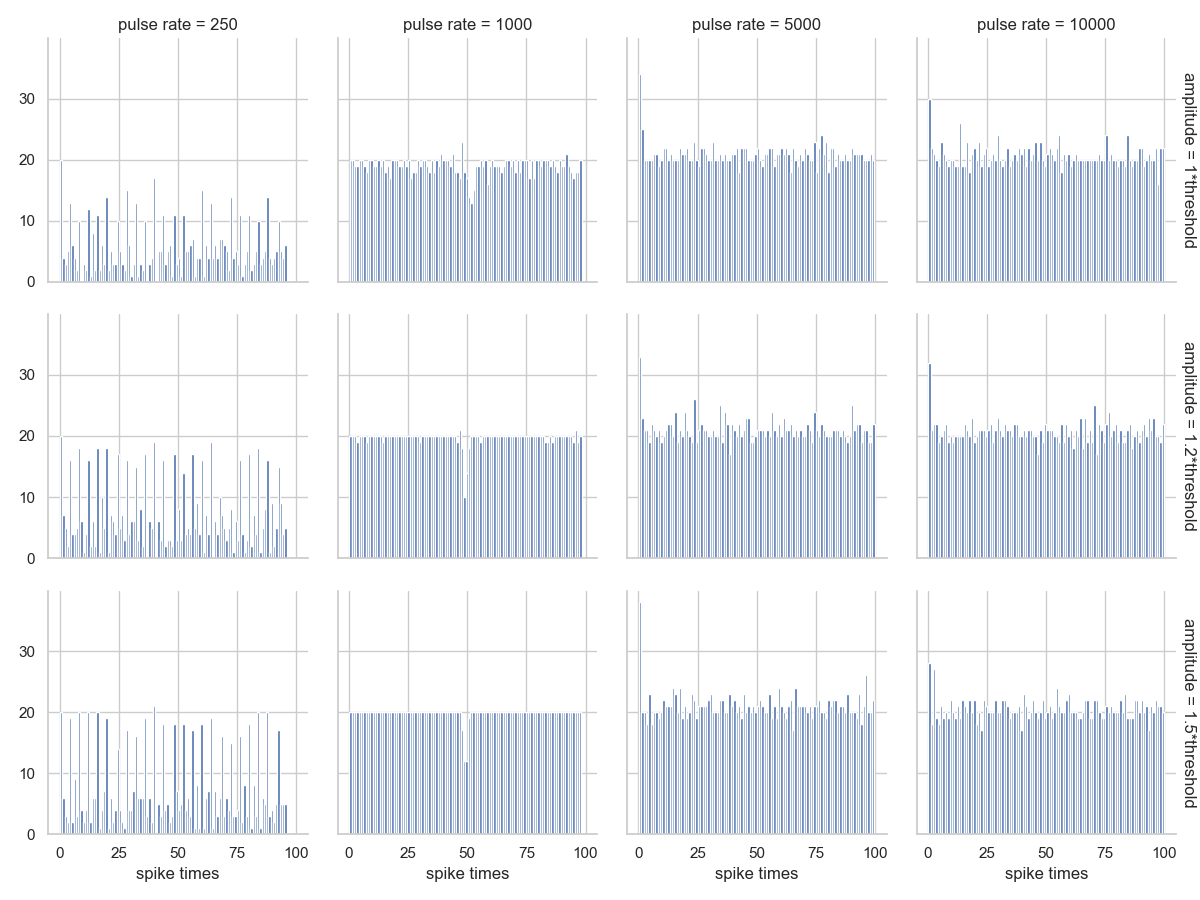 pulse rate = 250 pulse rate = 1000 pulse rate = 5000 pulse rate = 10000
30
20
10
0
amplitude = 1*threshold
30
20
10
0
amplitude = 1.2*threshold
30
20
10
0
amplitude = 1.5*threshold
0 25 50 75 100 0 25 50 75 100 0 25 50 75 100 0 25 50 75 100
spike times spike times spike times spike times